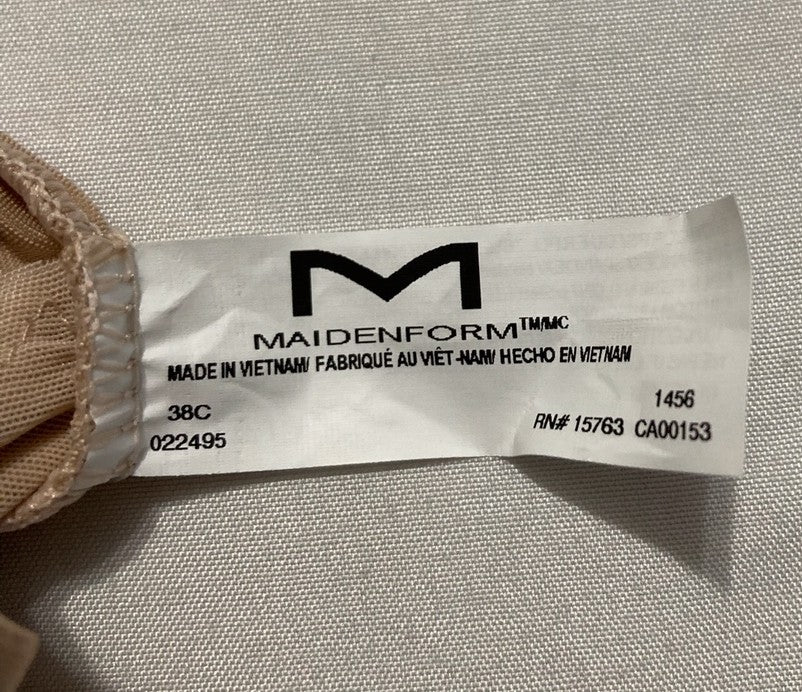 M
MAIDENFORM™/MC
MADE IN VIETNAM/ FABRIQUÉ AU VIÊT-NAM/ HECHO EN VIETNAM
38C
1456
022495
RN# 15763 CA00153